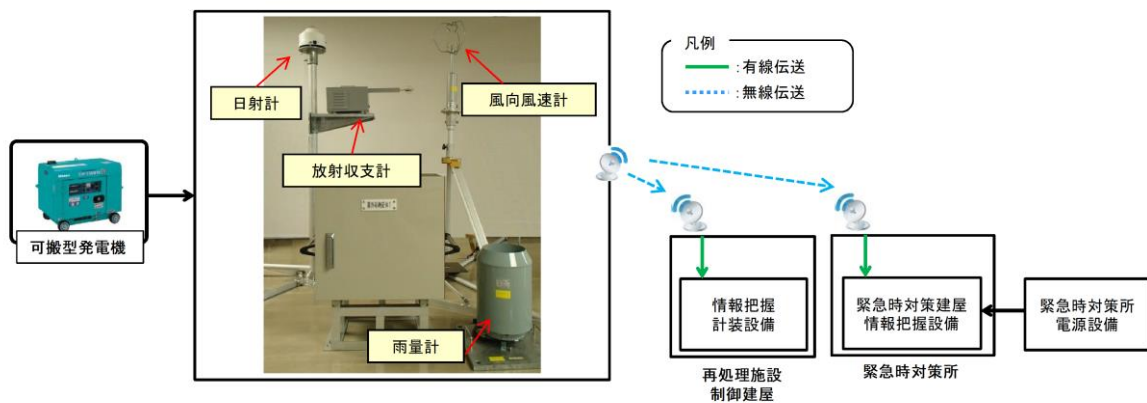 日射計
風向風速計
放射収支計
雨量計
可搬型発電機
凡例
:有線伝送
:無線伝送
情報把握
計装設備
再処理施設
制御建屋
緊急時対策建屋
情報把握設備
緊急時対策所
緊急時対策所
電源設備